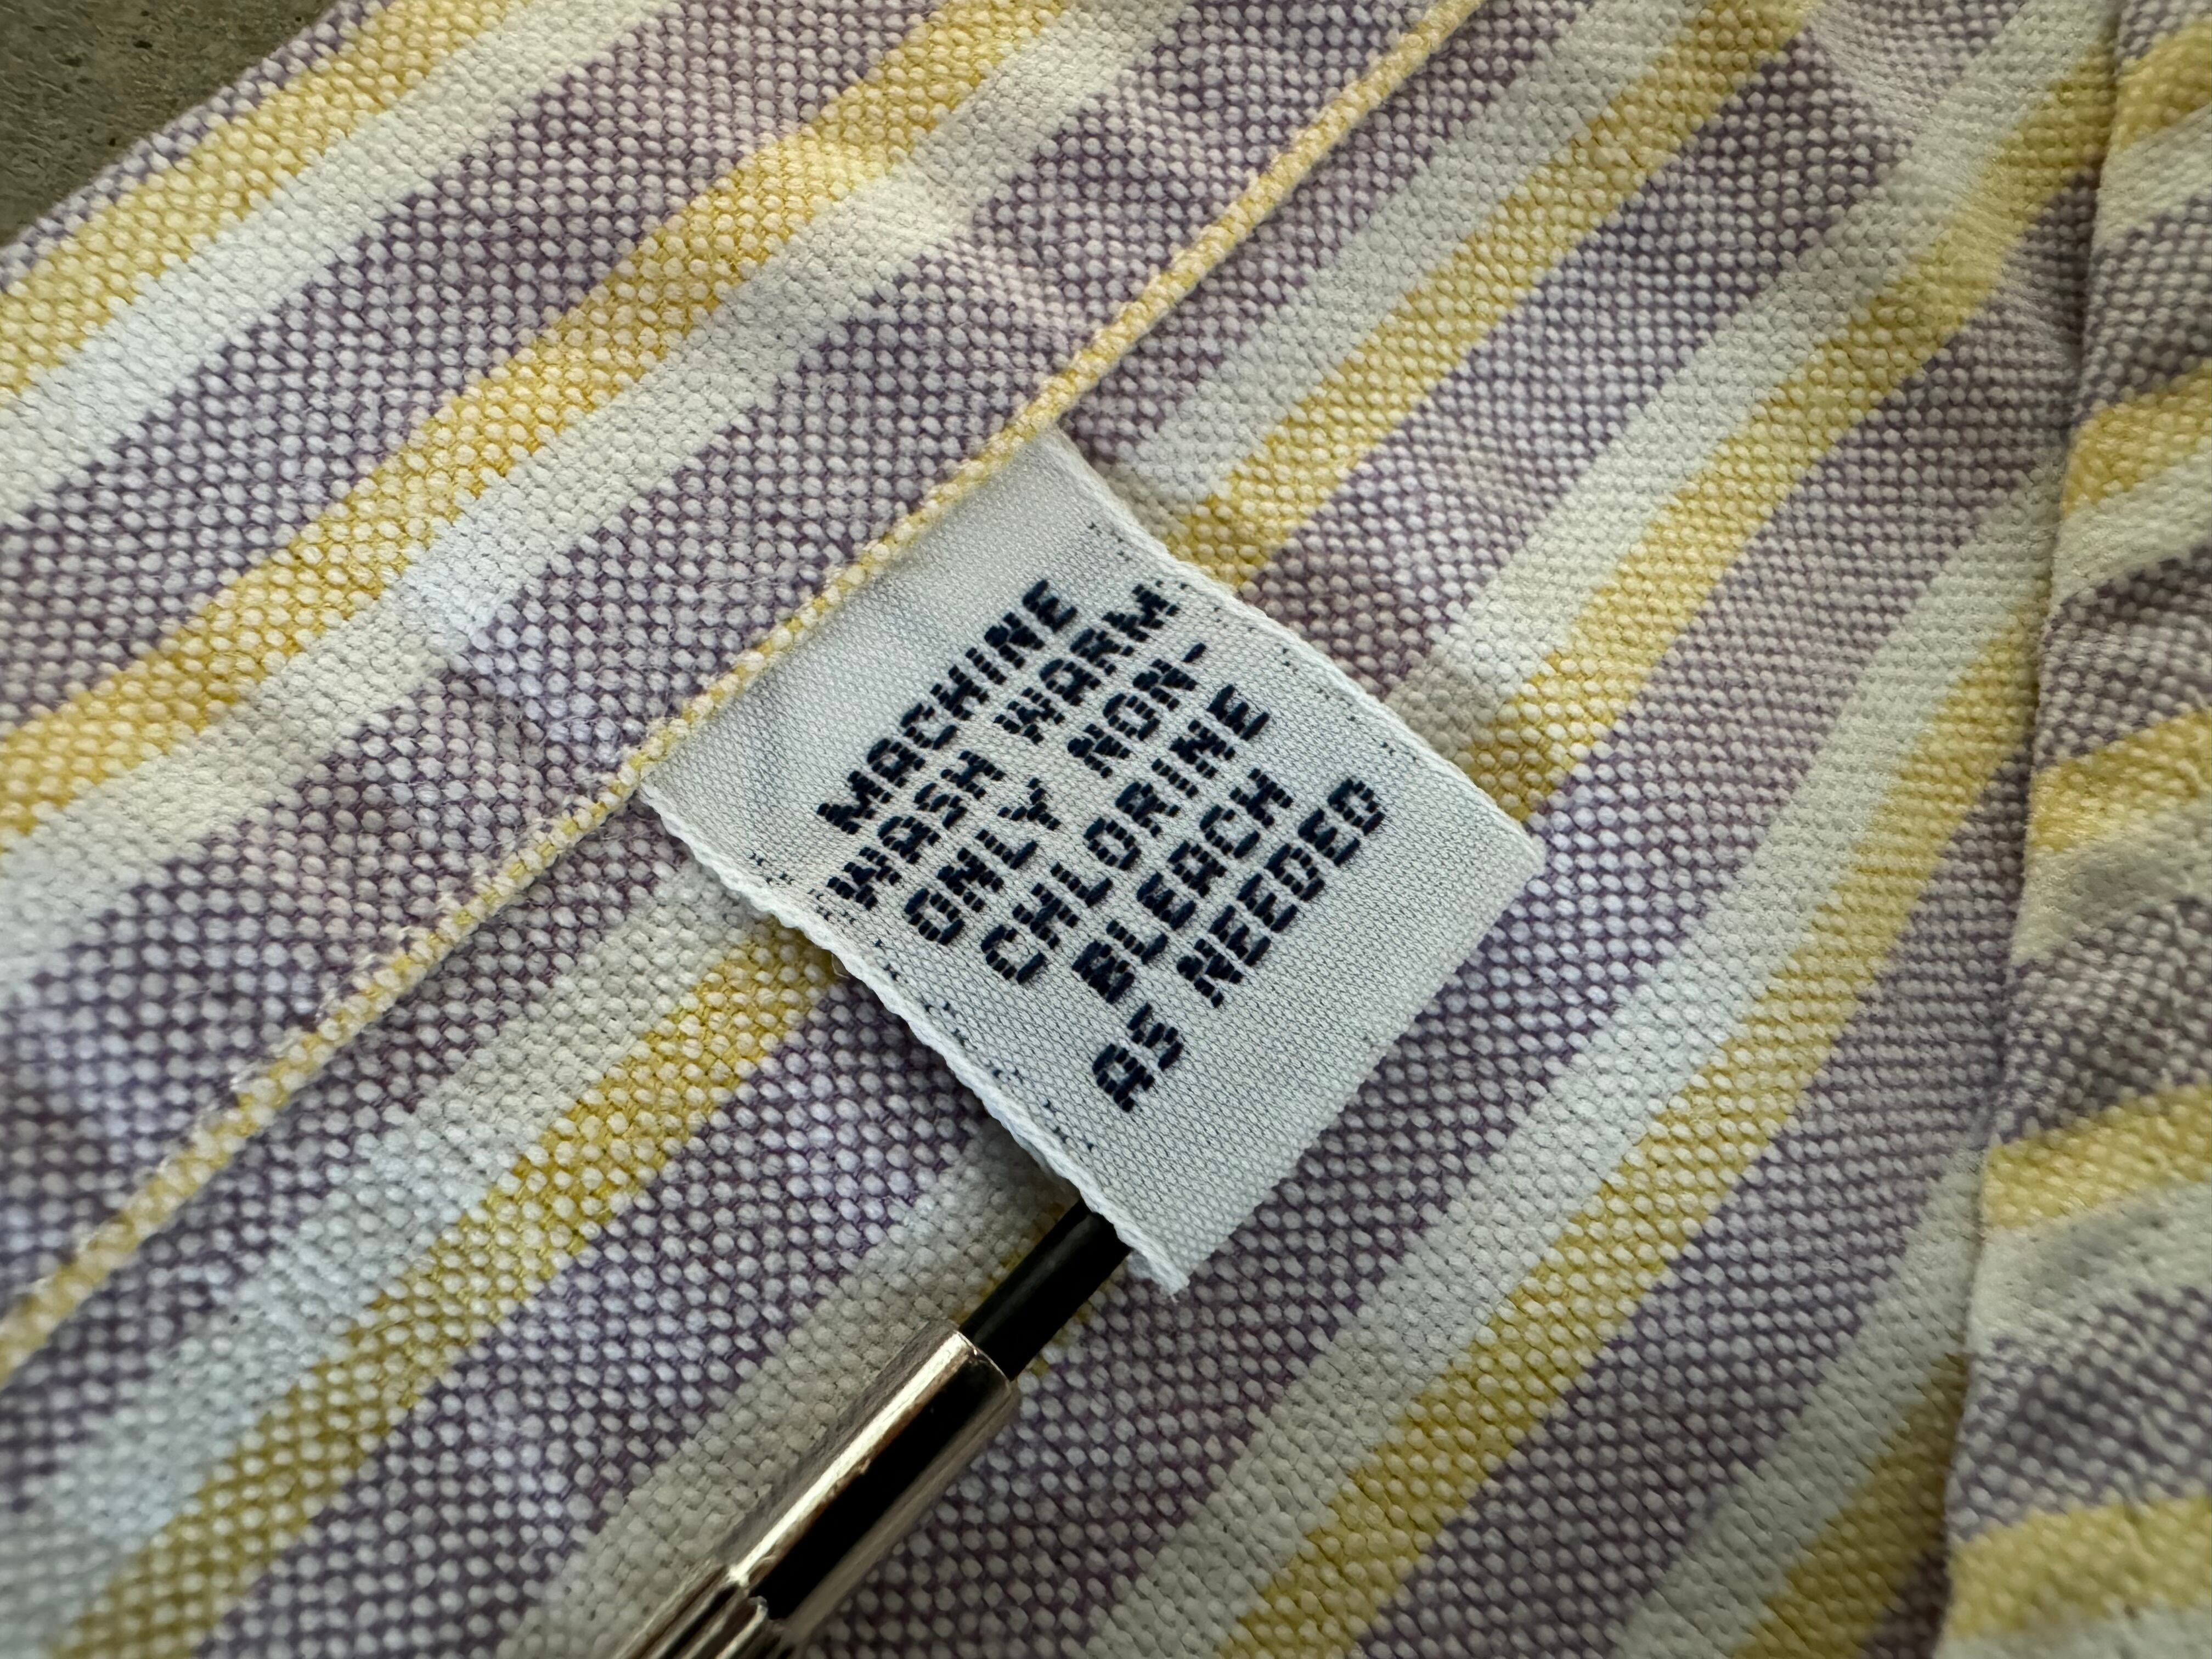 MACHINE
WASH WARM
ONLY NON-
CHLORINE
BLEACH
AS NEEDED